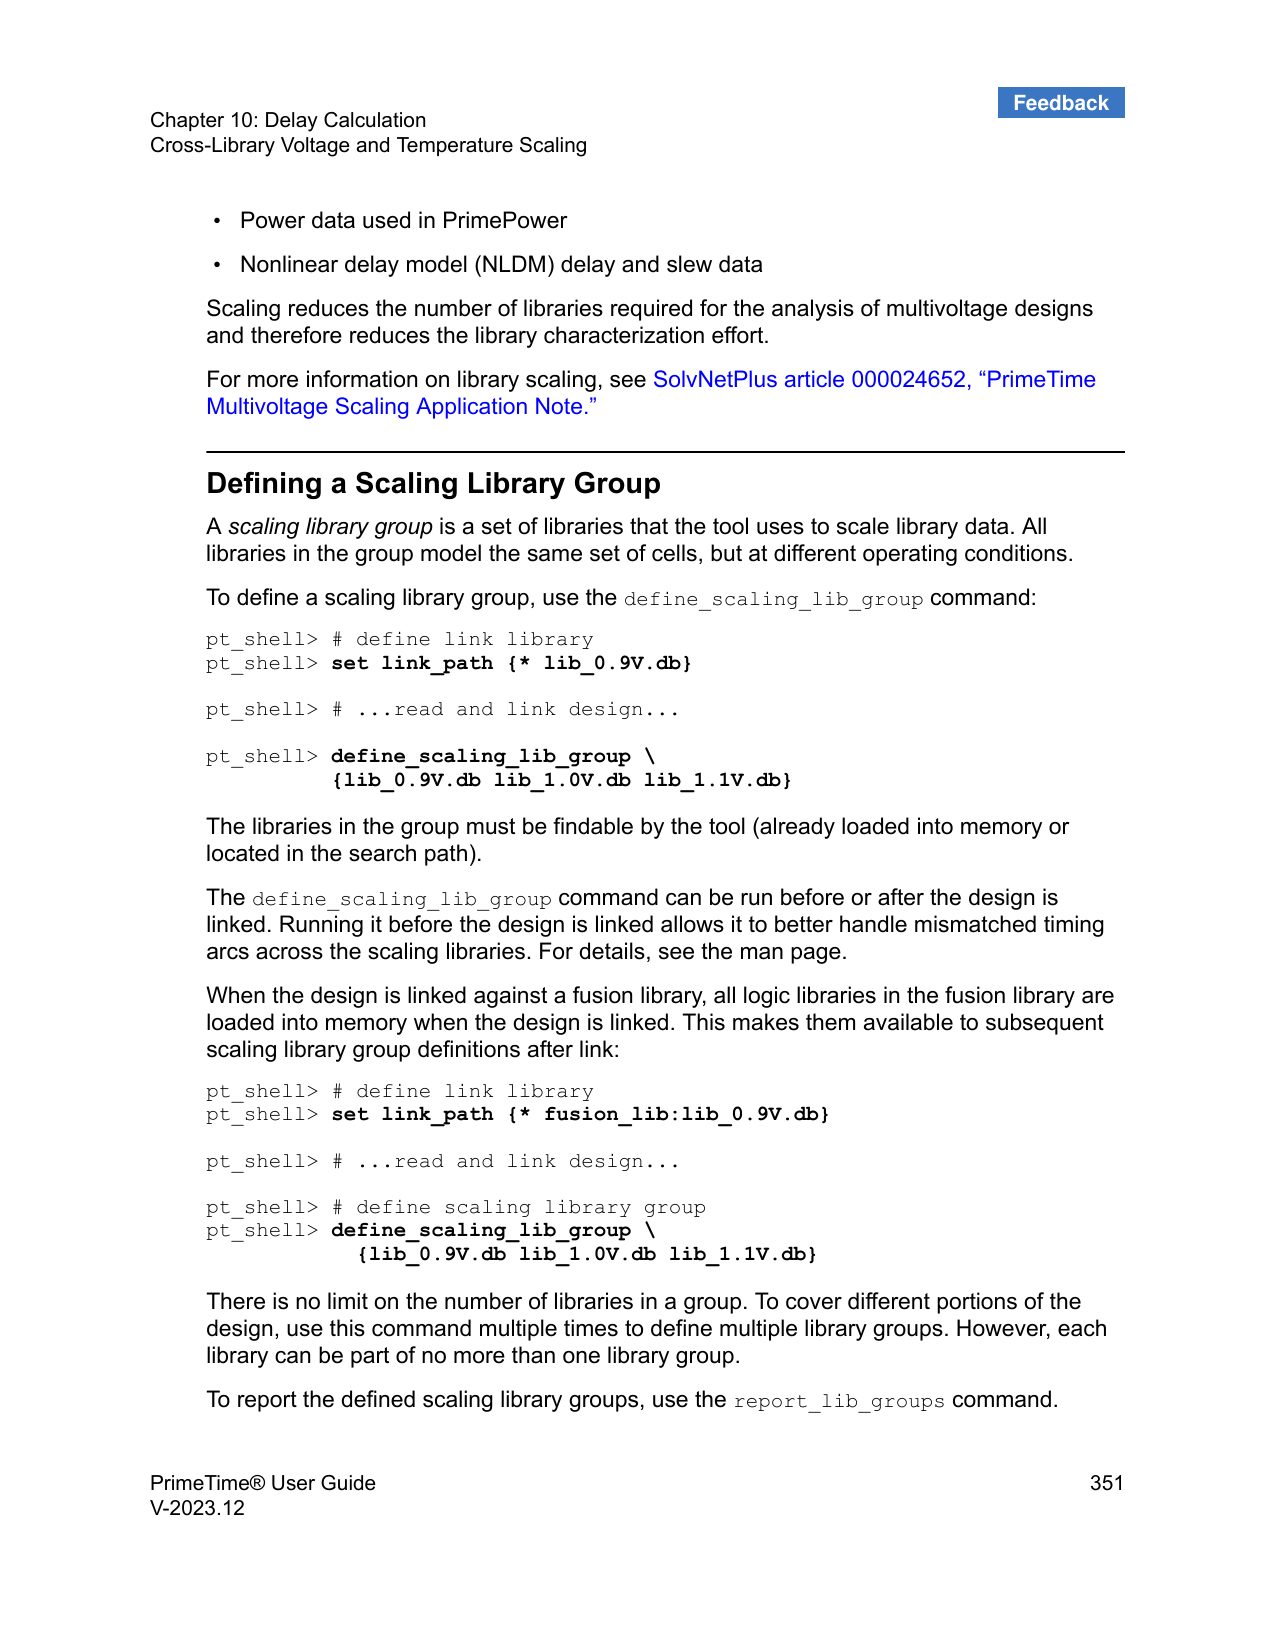 Feedback
Chapter 10: Delay Calculation
Cross-Library Voltage and Temperature Scaling
• Power data used in PrimePower
• Nonlinear delay model (NLDM) delay and slew data
Scaling reduces the number of libraries required for the analysis of multivoltage designs
and therefore reduces the library characterization effort.
For more information on library scaling, see SolvNetPlus article 000024652, “PrimeTime
Multivoltage Scaling Application Note.”
Defining a Scaling Library Group
A scaling library group is a set of libraries that the tool uses to scale library data. All
libraries in the group model the same set of cells, but at different operating conditions.
To define a scaling library group, use the define_scaling_lib_group command:
pt_shell> # define link library
pt_shell> set link_path {* lib_0.9V.db}
pt_shell> # ...read and link design...
pt_shell> define_scaling_lib_group \
{lib_0.9V.db lib_1.0V.db lib_1.1V.db}
The libraries in the group must be findable by the tool (already loaded into memory or
located in the search path).
The define_scaling_lib_group command can be run before or after the design is
linked. Running it before the design is linked allows it to better handle mismatched timing
arcs across the scaling libraries. For details, see the man page.
When the design is linked against a fusion library, all logic libraries in the fusion library are
loaded into memory when the design is linked. This makes them available to subsequent
scaling library group definitions after link:
pt_shell> # define link library
pt_shell> set link_path {* fusion_lib:lib_0.9V.db}
pt_shell> # ...read and link design...
pt_shell> # define scaling library group
pt_shell> define_scaling_lib_group \
{lib_0.9V.db lib_1.0V.db lib_1.1V.db}
There is no limit on the number of libraries in a group. To cover different portions of the
design, use this command multiple times to define multiple library groups. However, each
library can be part of no more than one library group.
To report the defined scaling library groups, use the report_lib_groups command.
PrimeTime® User Guide 351
V-2023.12